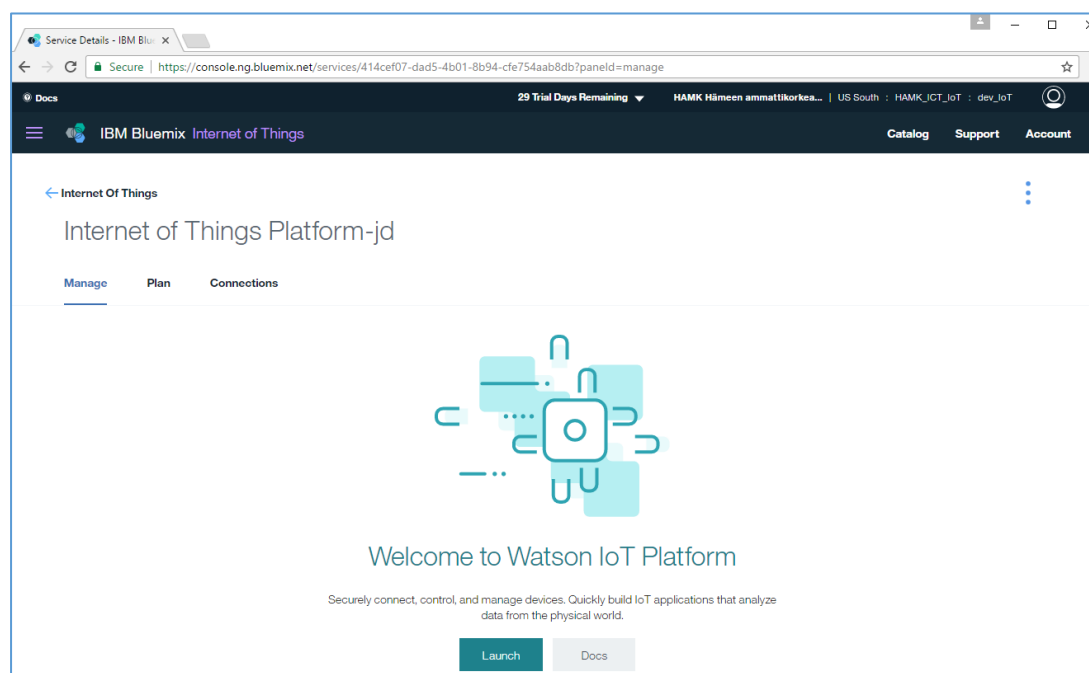 Service Details - IBM Blu
Secure | https://console.ng.bluemix.net/services/414cef07-dad5-4b01-8b94-cfe754aab8db?paneId=manage
Docs 29 Trial Days Remaining HAMK Hämeen ammattikorkea... | US South : HAMK_ICT_IoT : dev_IoT
IBM Bluemix Internet of Things Catalog Support Account
Internet Of Things
Internet of Things Platform-jd
Manage Plan Connections
Welcome to Watson IoT Platform
Securely connect, control, and manage devices. Quickly build IoT applications that analyze
data from the physical world.
Launch Docs